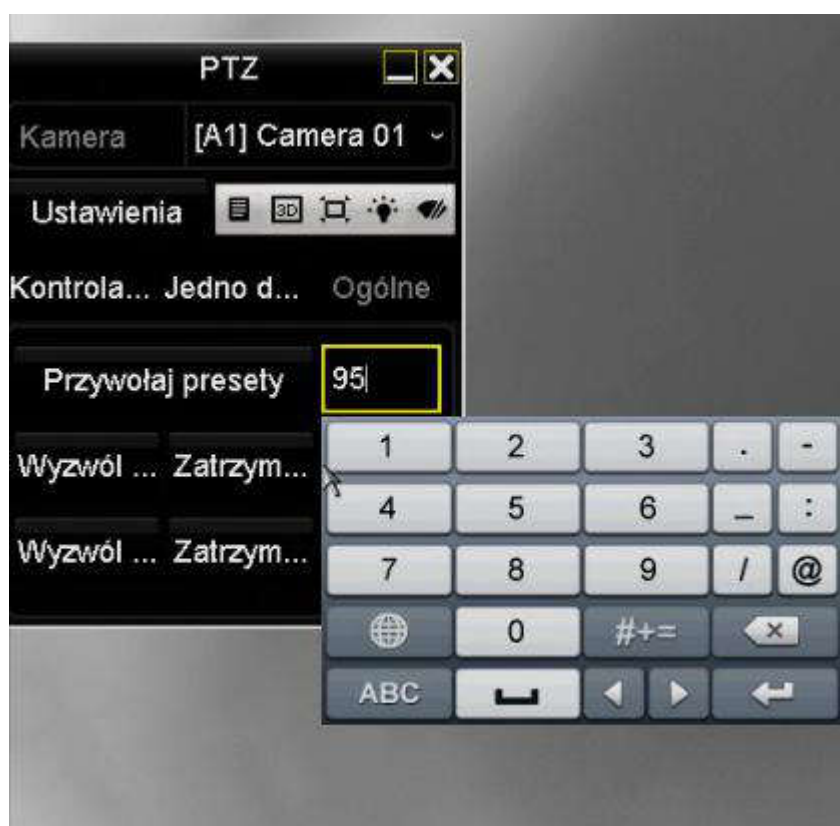 PTZ
Kamera [A1] Camera 01
Ustawienia 3D
Kontrola... Jedno d... Ogólne
Przywołaj presety 95
Wyzwól ... Zatrzym...
Wyzwól ... Zatrzym...
1 2 3 . -
4 5 6 _ :
7 8 9 / @
0 #+=
ABC